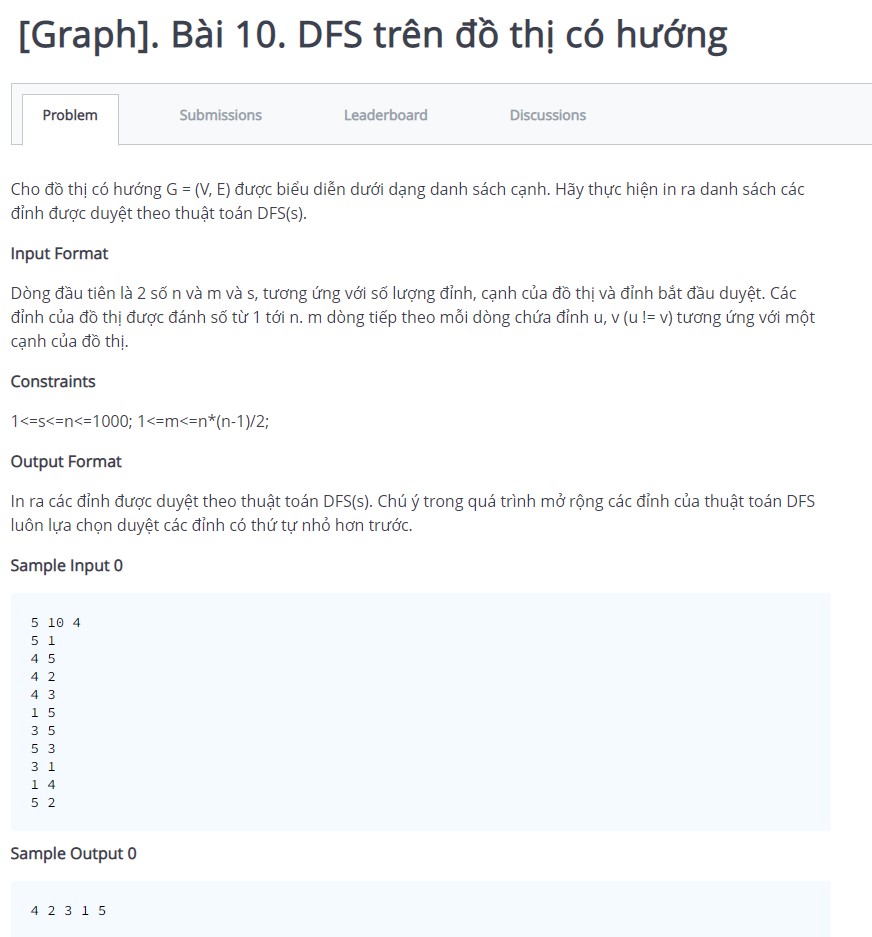 [Graph]. Bài 10. DFS trên đồ thị có hướng
Problem Submissions Leaderboard Discussions
Cho đồ thị có hướng G = (V, E) được biểu diễn dưới dạng danh sách cạnh. Hãy thực hiện in ra danh sách các
đỉnh được duyệt theo thuật toán DFS(s).
Input Format
Dòng đầu tiên là 2 số n và m và s, tương ứng với số lượng đỉnh, cạnh của đồ thị và đỉnh bắt đầu duyệt. Các
đỉnh của đồ thị được đánh số từ 1 tới n. m dòng tiếp theo mỗi dòng chứa đỉnh u, v (u != v) tương ứng với một
cạnh của đồ thị.
Constraints
1<=s<=n<=1000; 1<=m<=n*(n-1)/2;
Output Format
In ra các đỉnh được duyệt theo thuật toán DFS(s). Chú ý trong quá trình mở rộng các đỉnh của thuật toán DFS
luôn lựa chọn duyệt các đỉnh có thứ tự nhỏ hơn trước.
Sample Input 0
5 10 4
5 1
4 5
4 2
4 3
1 5
3 5
5 3
3 1
1 4
5 2
Sample Output 0
4 2 3 1 5